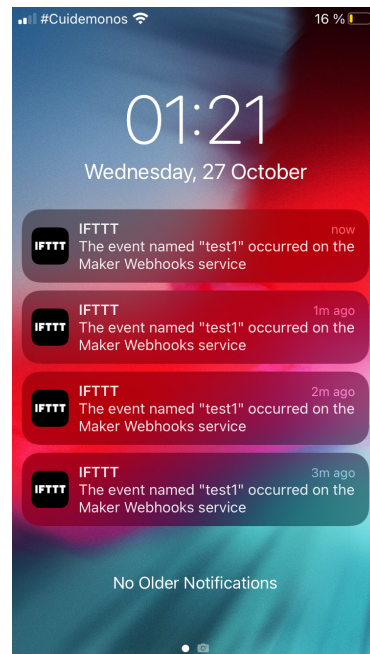 #Cuidemonos 16 %
01:21
Wednesday, 27 October
IFTTT now
IFTTT The event named "test1" occurred on the
Maker Webhooks service
IFTTT 1m ago
IFTTT The event named "test1" occurred on the
Maker Webhooks service
IFTTT 2m ago
IFTTT The event named "test1" occurred on the
Maker Webhooks service
IFTTT 3m ago
IFTTT The event named "test1" occurred on the
Maker Webhooks service
No Older Notifications